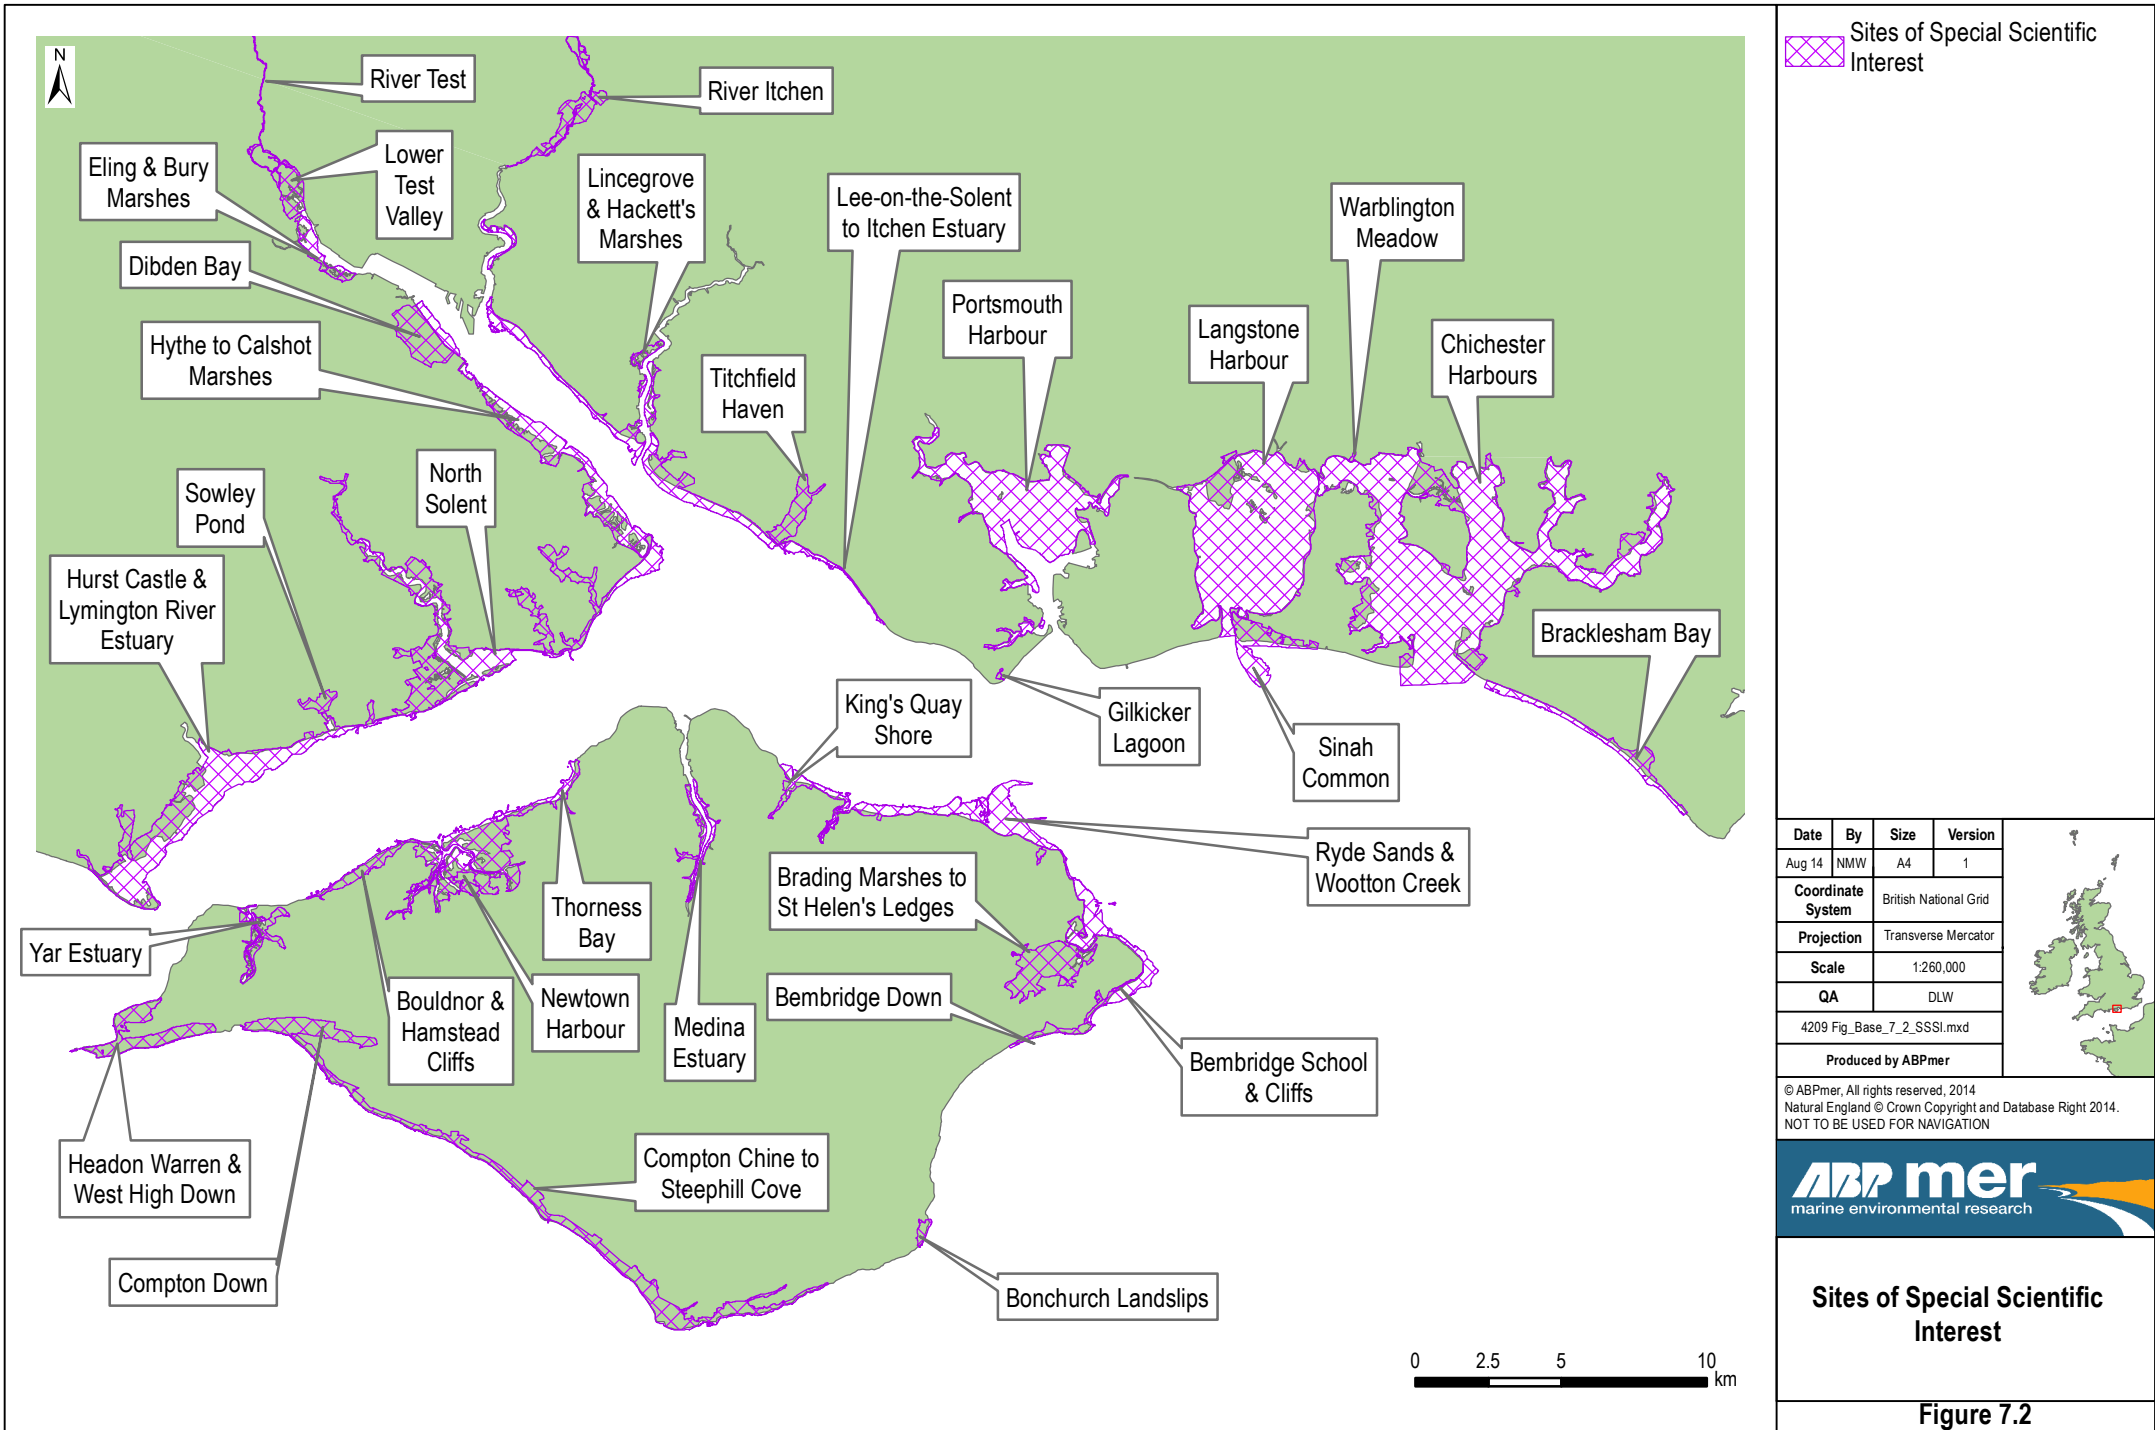 N
River Test
River Itchen
Eling & Bury
Marshes
Lower
Test
Valley
Lincegrove
& Hackett's
Marshes
Lee-on-the-Solent
to Itchen Estuary
Warblington
Meadow
Dibden Bay
Portsmouth
Harbour
Langstone
Harbour
Chichester
Harbours
Hythe to Calshot
Marshes
Titchfield
Haven
Sowley
Pond
North
Solent
Hurst Castle &
Lymington River
Estuary
Bracklesham Bay
King's Quay
Shore
Gilkicker
Lagoon
Sinah
Common
Ryde Sands &
Wootton Creek
Brading Marshes to
St Helen's Ledges
Thorness
Bay
Yar Estuary
Bouldnor &
Hamstead
Cliffs
Newtown
Harbour
Medina
Estuary
Bembridge Down
Bembridge School
& Cliffs
Headon Warren &
West High Down
Compton Chine to
Steephill Cove
Compton Down
Bonchurch Landslips
0 2.5 5 10
km
Sites of Special Scientific
Interest
Date By Size Version
Aug 14 NMW A4 1
Coordinate
System
British National Grid
Projection Transverse Mercator
Scale 1:260,000
QA DLW
4209 Fig_Base_7_2_SSSI.mxd
Produced by ABPmer
© ABPmer, All rights reserved, 2014
Natural England © Crown Copyright and Database Right 2014.
NOT TO BE USED FOR NAVIGATION
ABP mer
marine environmental research
Sites of Special Scientific
Interest
Figure 7.2